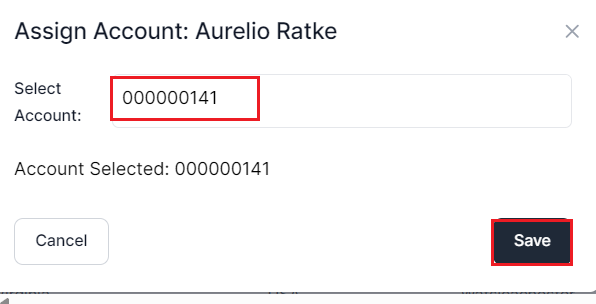 Assign Account: Aurelio Ratke
Select
Account:
000000141
Account Selected: 000000141
Cancel
Save